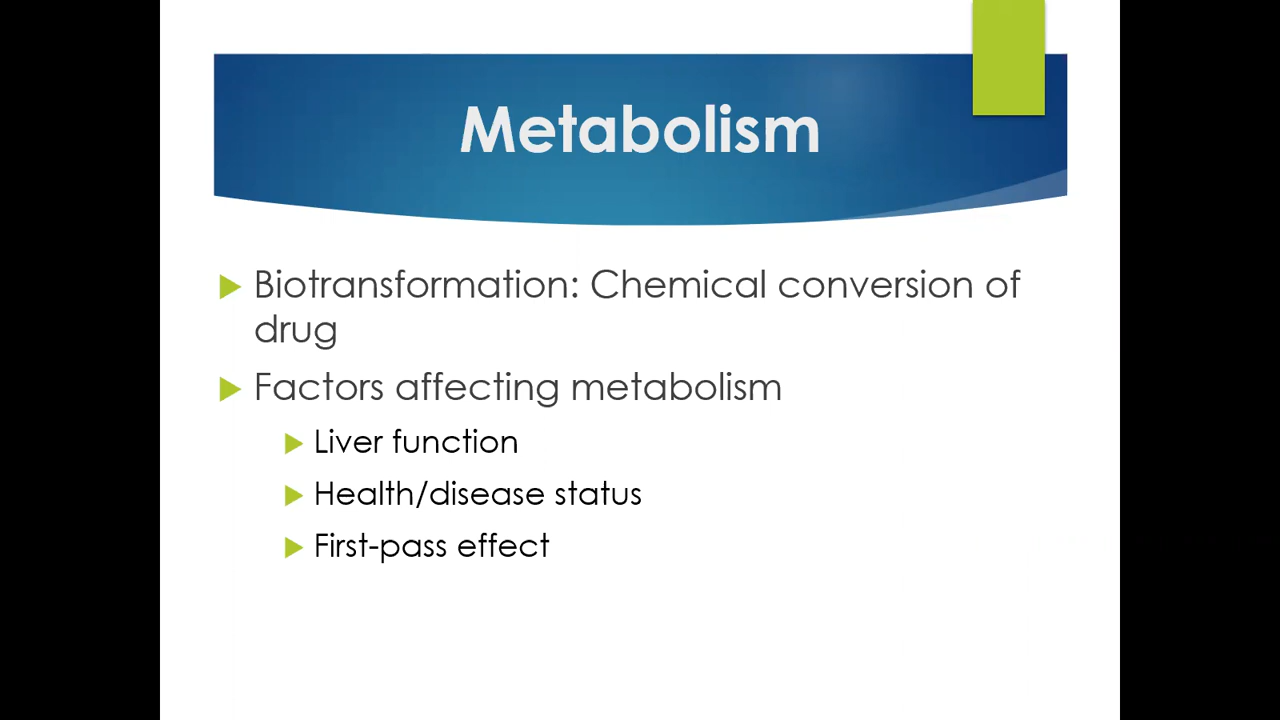 Metabolism
Biotransformation: Chemical conversion of
drug
Factors affecting metabolism
Liver function
Health/disease status
First-pass effect